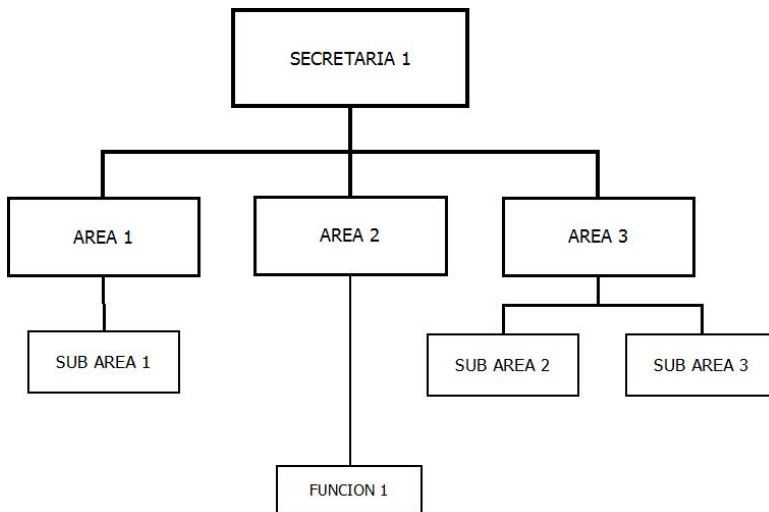 SECRETARIA 1
AREA 1
AREA 2
AREA 3
SUB AREA 1
SUB AREA 2
SUB AREA 3
FUNCION 1